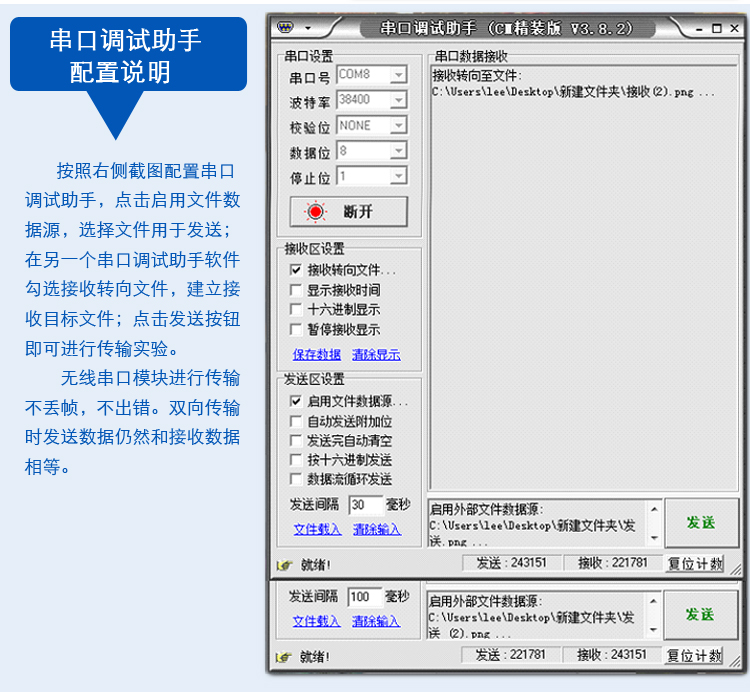 串口调试助手
配置说明
按照右侧截图配置串口
调试助手，点击启用文件数
据源，选择文件用于发送；
在另一个串口调试助手软件
勾选接收转向文件，建立接
收目标文件；点击发送按钮
即可进行传输实验。
无线串口模块进行传输
不丢帧，不出错。双向传输
时发送数据仍然和接收数据
相等。
串口调试助手 (CM精装版 V3.8.2)
串口设置
串口号 COM8
波特率 38400
校验位 NONE
数据位 8
停止位 1
断开
接收区设置
接收转向文件...
显示接收时间
十六进制显示
暂停接收显示
保存数据 清除显示
发送区设置
启用文件数据源...
自动发送附加位
发送完自动清空
按十六进制发送
数据流循环发送
发送间隔 30 毫秒
文件载入 清除输入
串口数据接收
接收转向至文件:
C:\Users\lee\Desktop\新建文件夹\接收(2).png ...
启用外部文件数据源:
C:\Users\lee\Desktop\新建文件夹\发
送.png ...
发送
就绪! 发送:243151 接收:221781 复位计数
发送间隔 100 毫秒
文件载入 清除输入
启用外部文件数据源:
C:\Users\lee\Desktop\新建文件夹\发
送 (2).png ...
发送
就绪! 发送:221781 接收:243151 复位计数